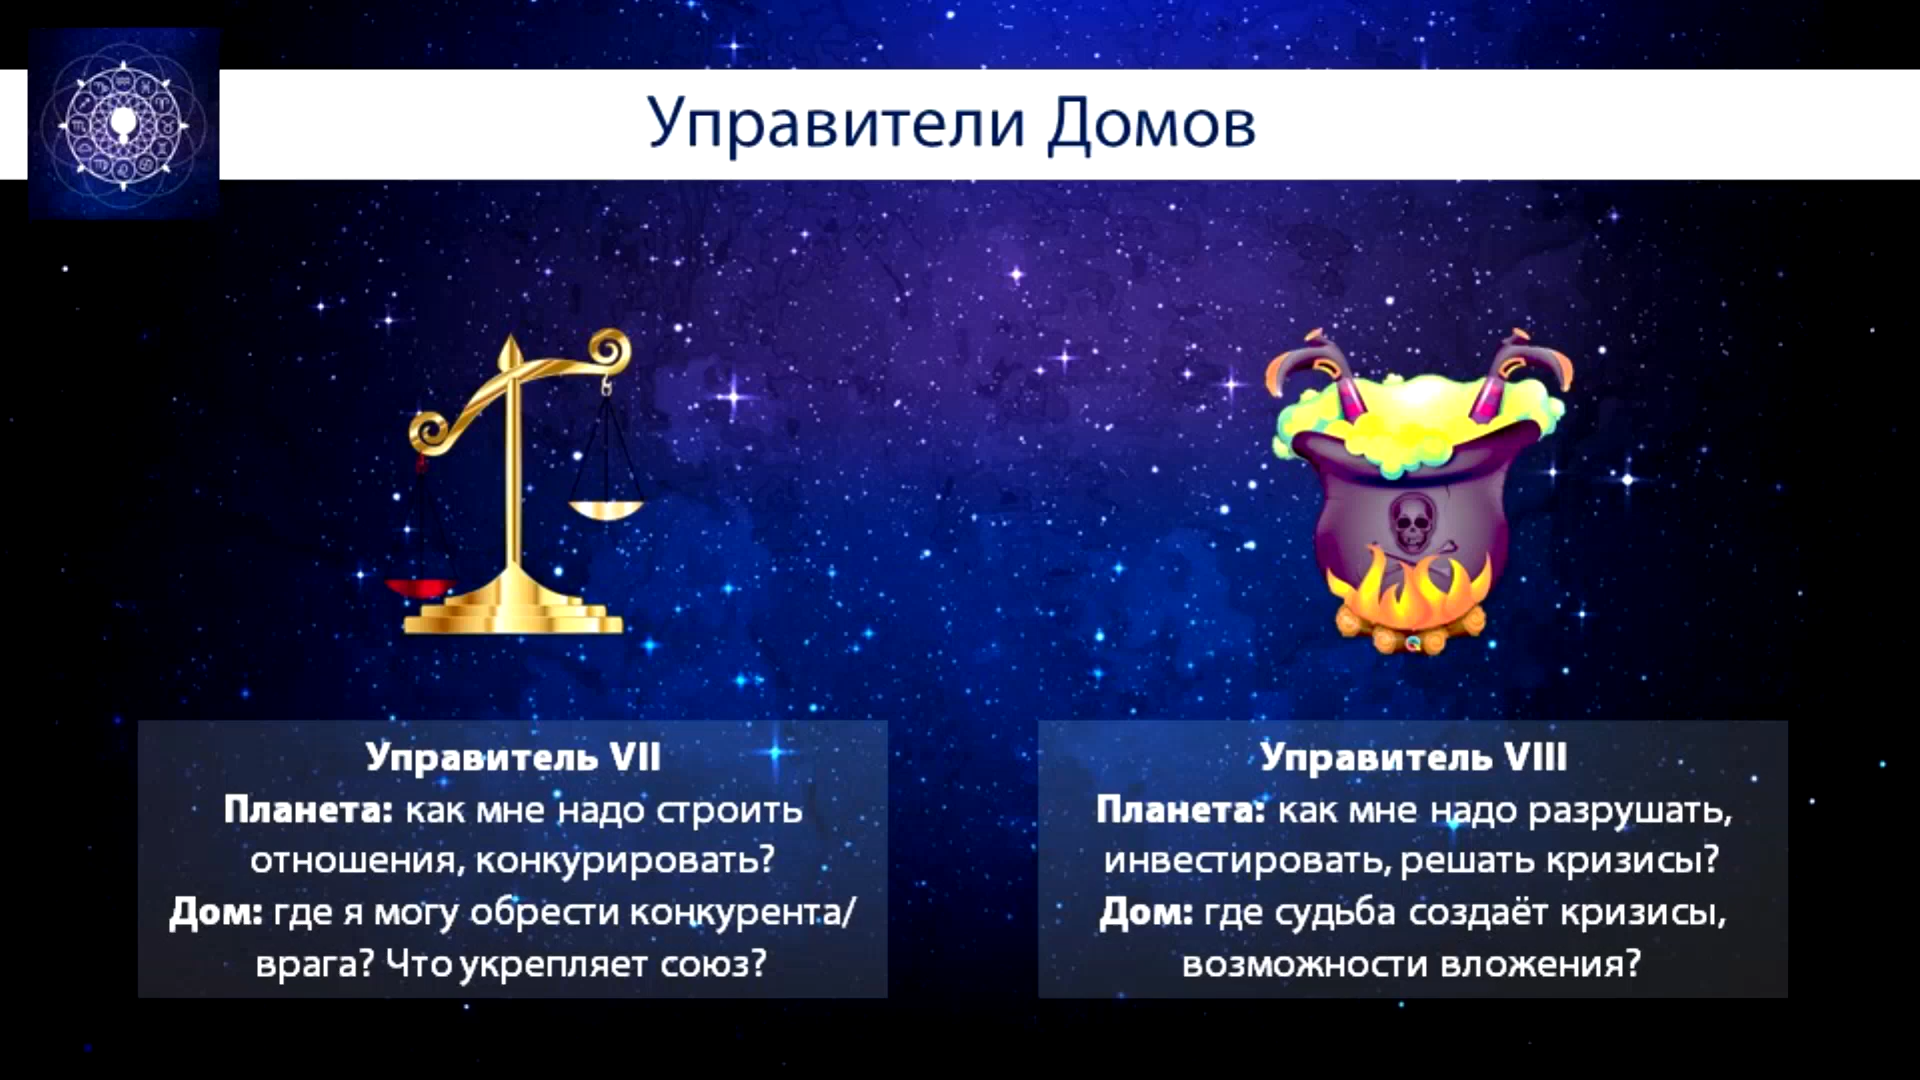 Управители Домов
Управитель VII
Планета: как мне надо строить
отношения, конкурировать?
Дом: где я могу обрести конкурента/
врага? Что укрепляет союз?
Управитель VIII
Планета: как мне надо разрушать,
инвестировать, решать кризисы?
Дом: где судьба создаёт кризисы,
возможности вложения?